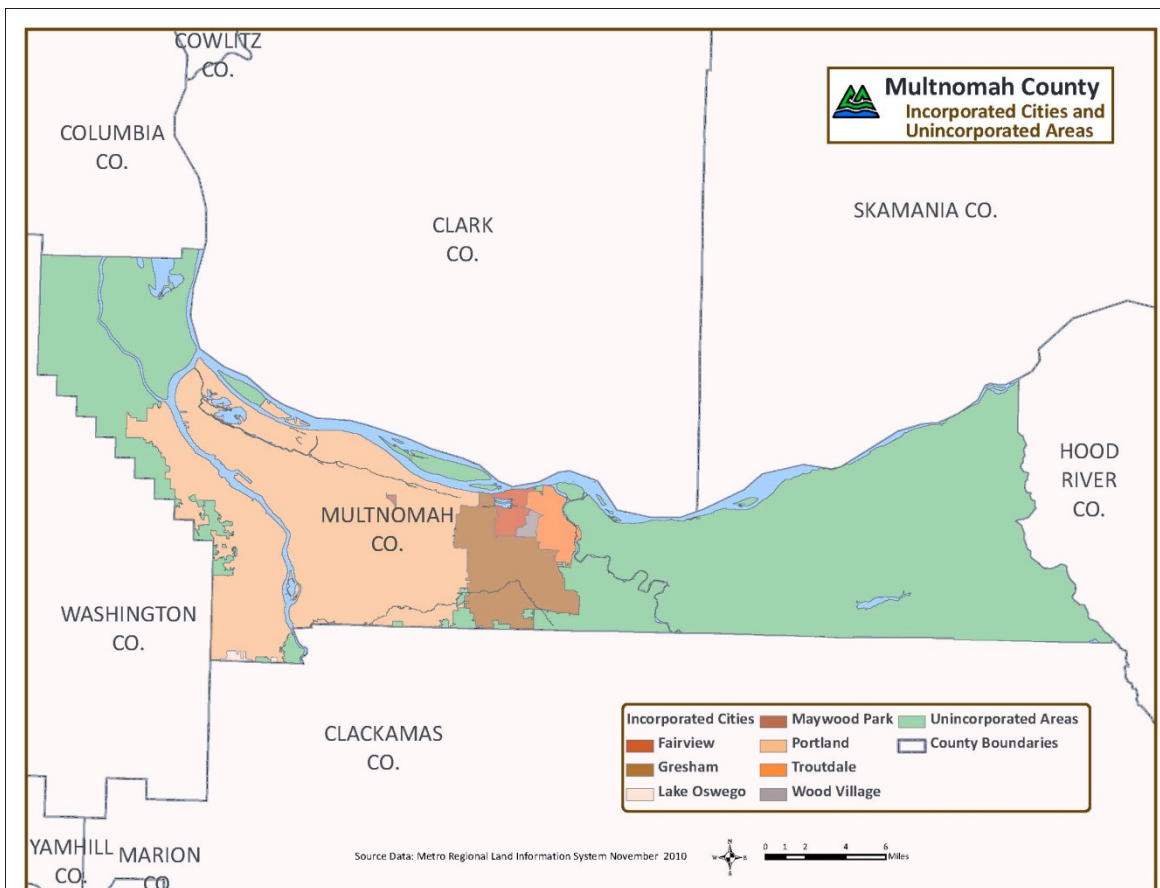 COWLITZ
CO.
COLUMBIA
CO.
Multnomah County
Incorporated Cities and
Unincorporated Areas
CLARK
CO.
SKAMANIA CO.
HOOD
RIVER
CO.
MULTNOMAH
CO.
WASHINGTON
CO.
CLACKAMAS
CO.
Incorporated Cities
Fairview
Gresham
Lake Oswego
Maywood Park
Portland
Troutdale
Wood Village
Unincorporated Areas
County Boundaries
YAMHILL
CO.
MARION
CO
Source Data: Metro Regional Land Information System November 2010
N
W E
S
0 1 2 4 6
Miles